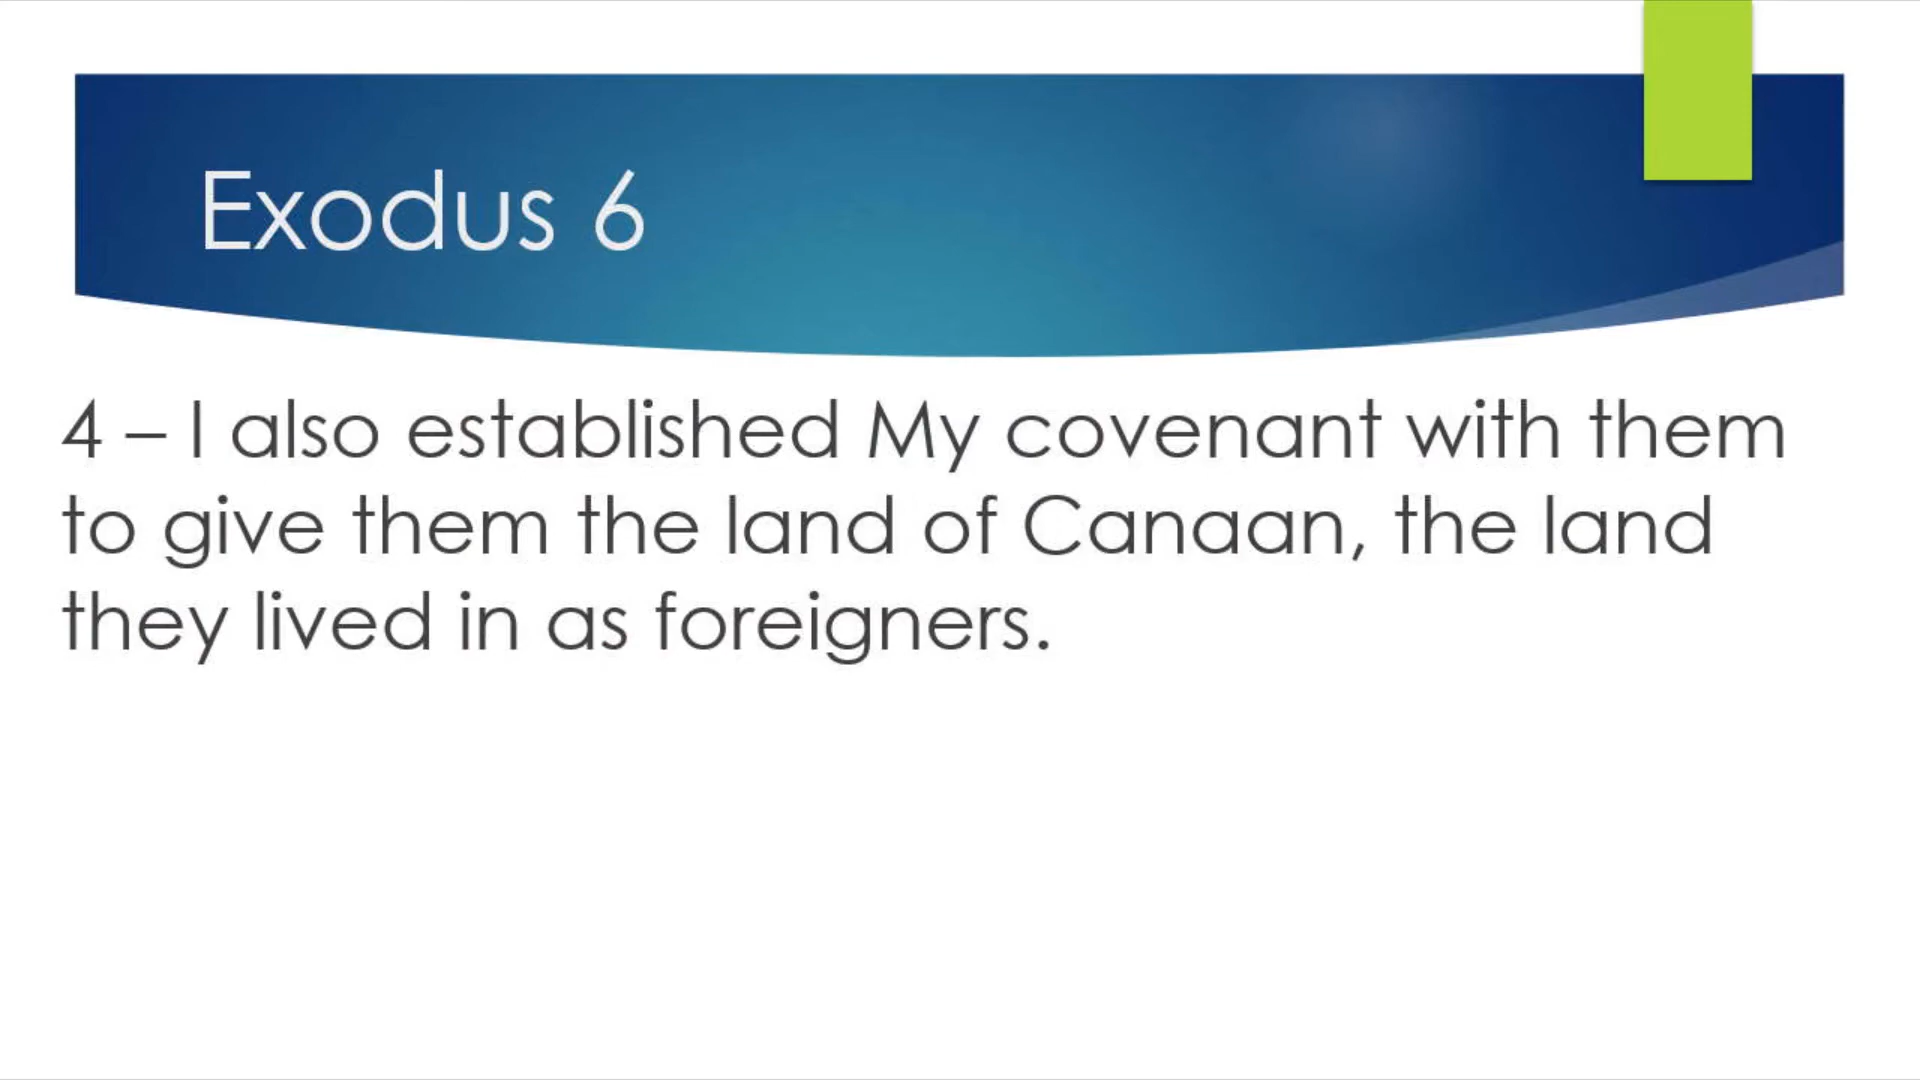 Exodus 6
4 – I also established My covenant with them
to give them the land of Canaan, the land
they lived in as foreigners.